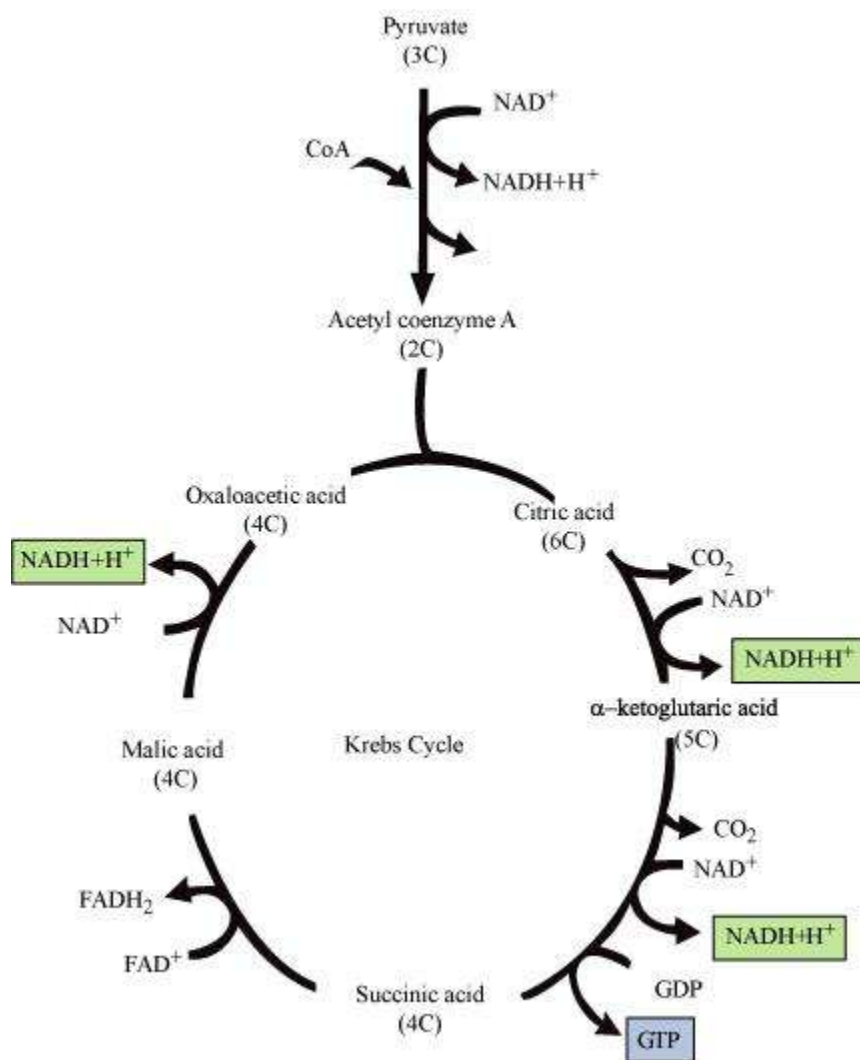 Pyruvate
(3C)
NAD⁺
CoA
NADH+H⁺
Acetyl coenzyme A
(2C)
Oxaloacetic acid
(4C)
Citric acid
(6C)
NADH+H⁺
NAD⁺
CO₂
NAD⁺
NADH+H⁺
α–ketoglutaric acid
(5C)
Krebs Cycle
Malic acid
(4C)
CO₂
NAD⁺
NADH+H⁺
GDP
GTP
FADH₂
FAD⁺
Succinic acid
(4C)